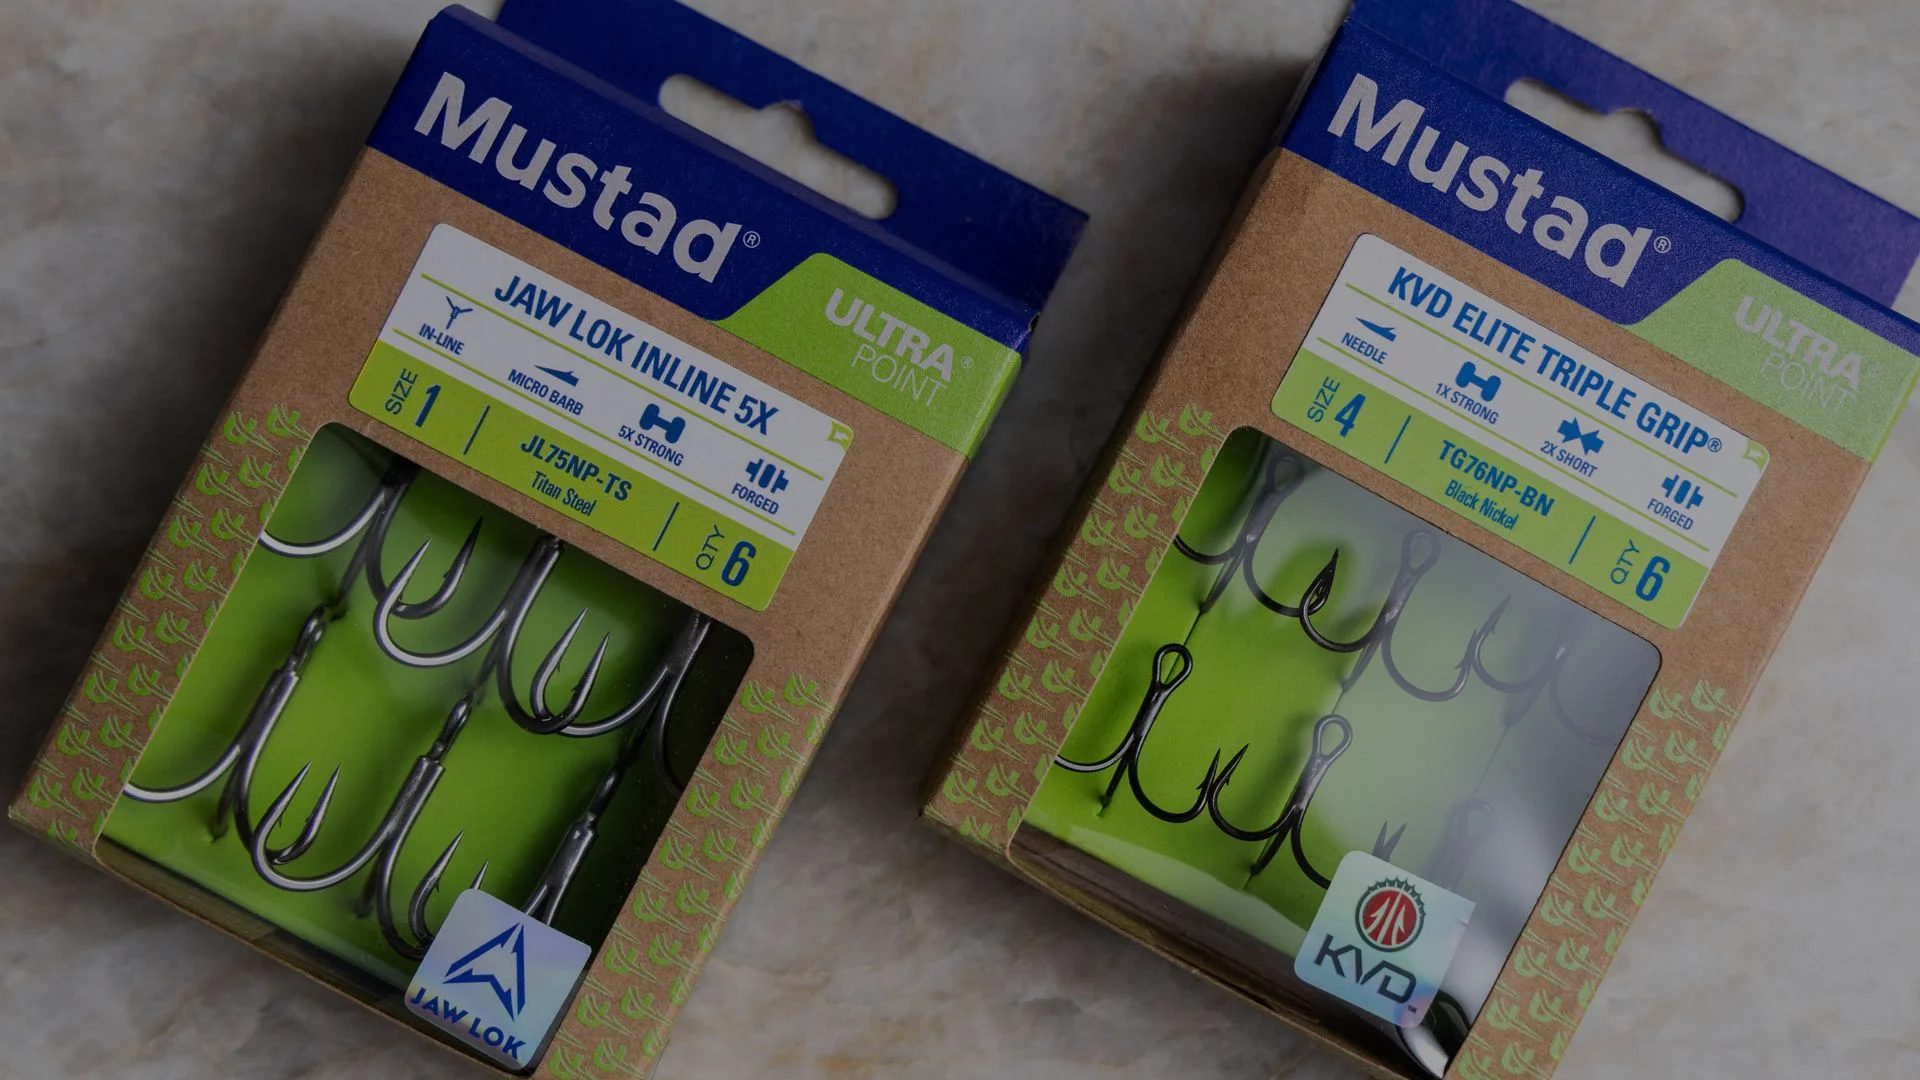 Mustad®
ULTRA®
POINT
JAW LOK INLINE 5X
IN-LINE
MICRO BARB
5X STRONG
FORGED
SIZE 1
JL75NP-TS
Titan Steel
QTY 6
JAW LOK
Mustad®
ULTRA®
POINT
KVD ELITE TRIPLE GRIP®
NEEDLE
1X STRONG
2X SHORT
FORGED
SIZE 4
TG76NP-BN
Black Nickel
QTY 6
KVD